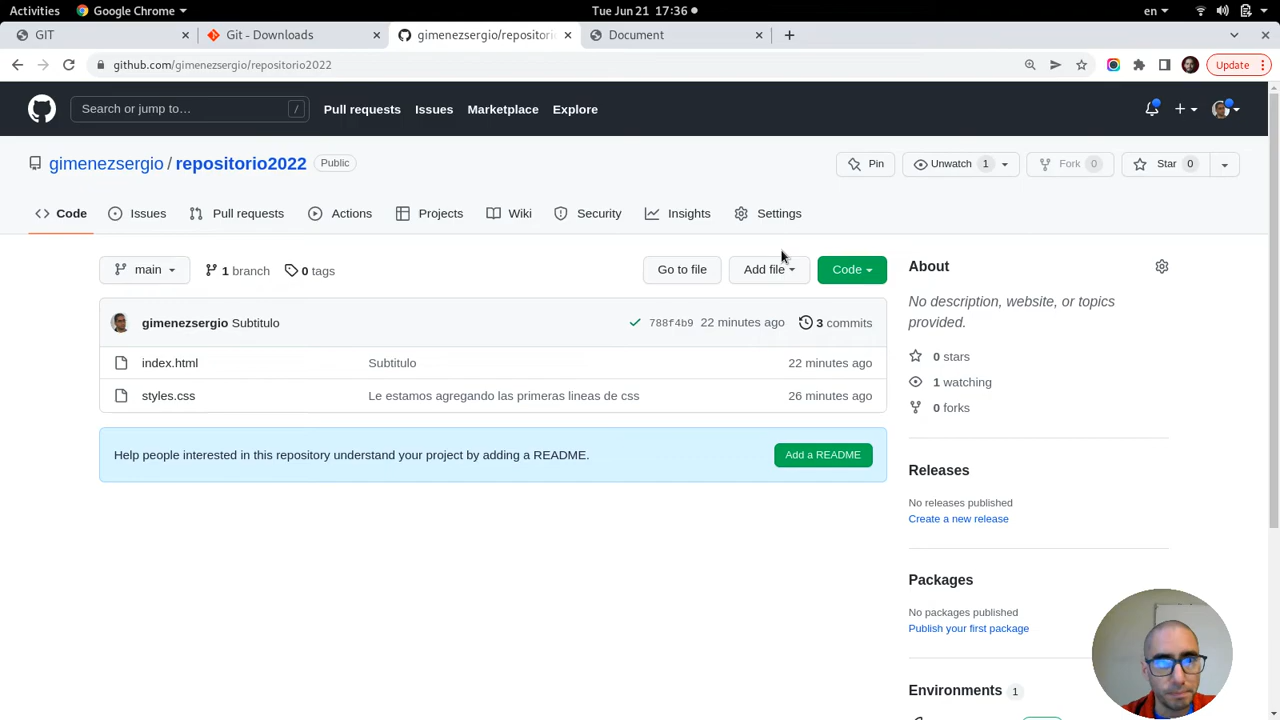 Activities Google Chrome Tue Jun 21 17:36 en
GIT Git - Downloads gimenezsergio/repositori Document
github.com/gimenezsergio/repositorio2022 Update
Search or jump to… / Pull requests Issues Marketplace Explore
gimenezsergio / repositorio2022 Public Pin Unwatch 1 Fork 0 Star 0
Code Issues Pull requests Actions Projects Wiki Security Insights Settings
main 1 branch 0 tags Go to file Add file Code
gimenezsergio Subtitulo 788f4b9 22 minutes ago 3 commits
index.html Subtitulo 22 minutes ago
styles.css Le estamos agregando las primeras lineas de css 26 minutes ago
Help people interested in this repository understand your project by adding a README. Add a README
About
No description, website, or topics
provided.
0 stars
1 watching
0 forks
Releases
No releases published
Create a new release
Packages
No packages published
Publish your first package
Environments 1